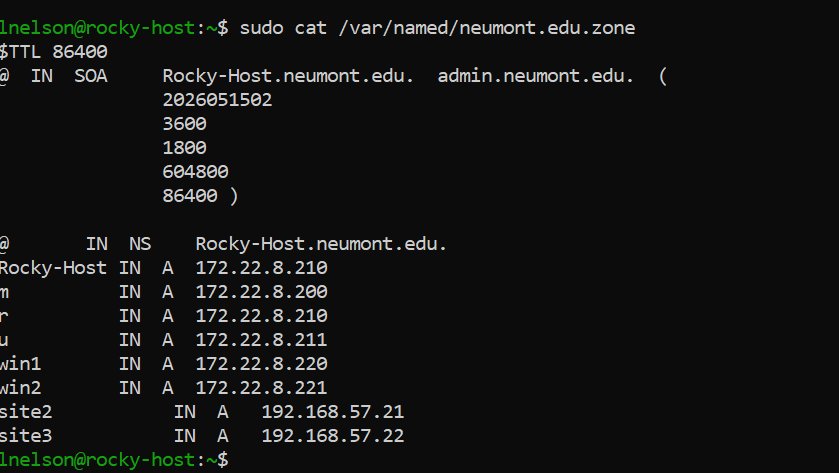 lnelson@rocky-host:~$ sudo cat /var/named/neumont.edu.zone
$TTL 86400
@ IN SOA Rocky-Host.neumont.edu. admin.neumont.edu. (
2026051502
3600
1800
604800
86400 )
@ IN NS Rocky-Host.neumont.edu.
Rocky-Host IN A 172.22.8.210
m IN A 172.22.8.200
r IN A 172.22.8.210
u IN A 172.22.8.211
win1 IN A 172.22.8.220
win2 IN A 172.22.8.221
site2 IN A 192.168.57.21
site3 IN A 192.168.57.22
lnelson@rocky-host:~$